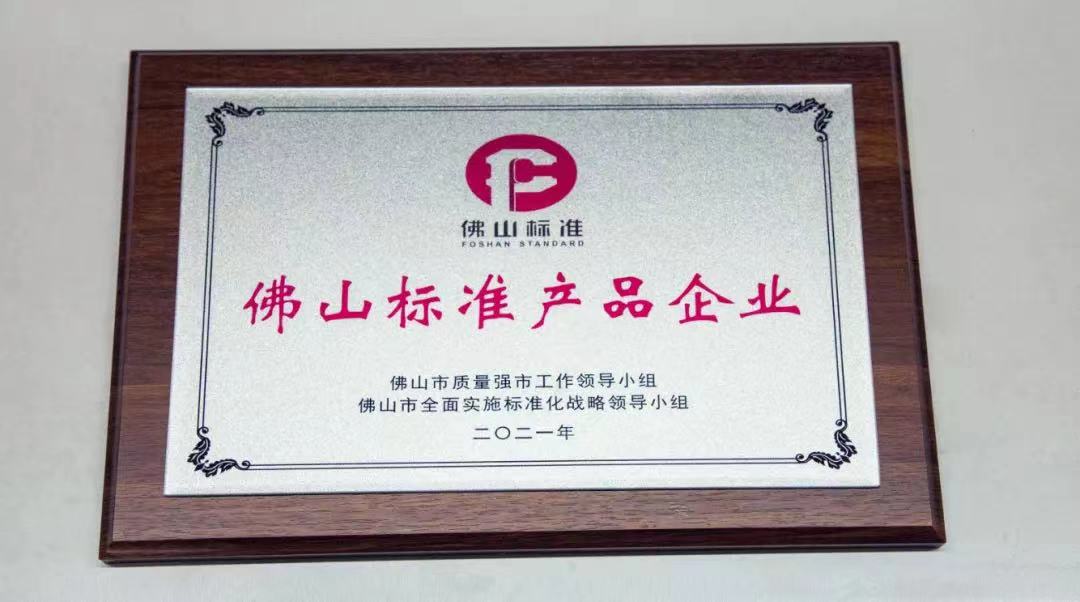 佛山标准
FOSHAN STANDARD
佛山标准产品企业
佛山市质量强市工作领导小组
佛山市全面实施标准化战略领导小组
二〇二一年